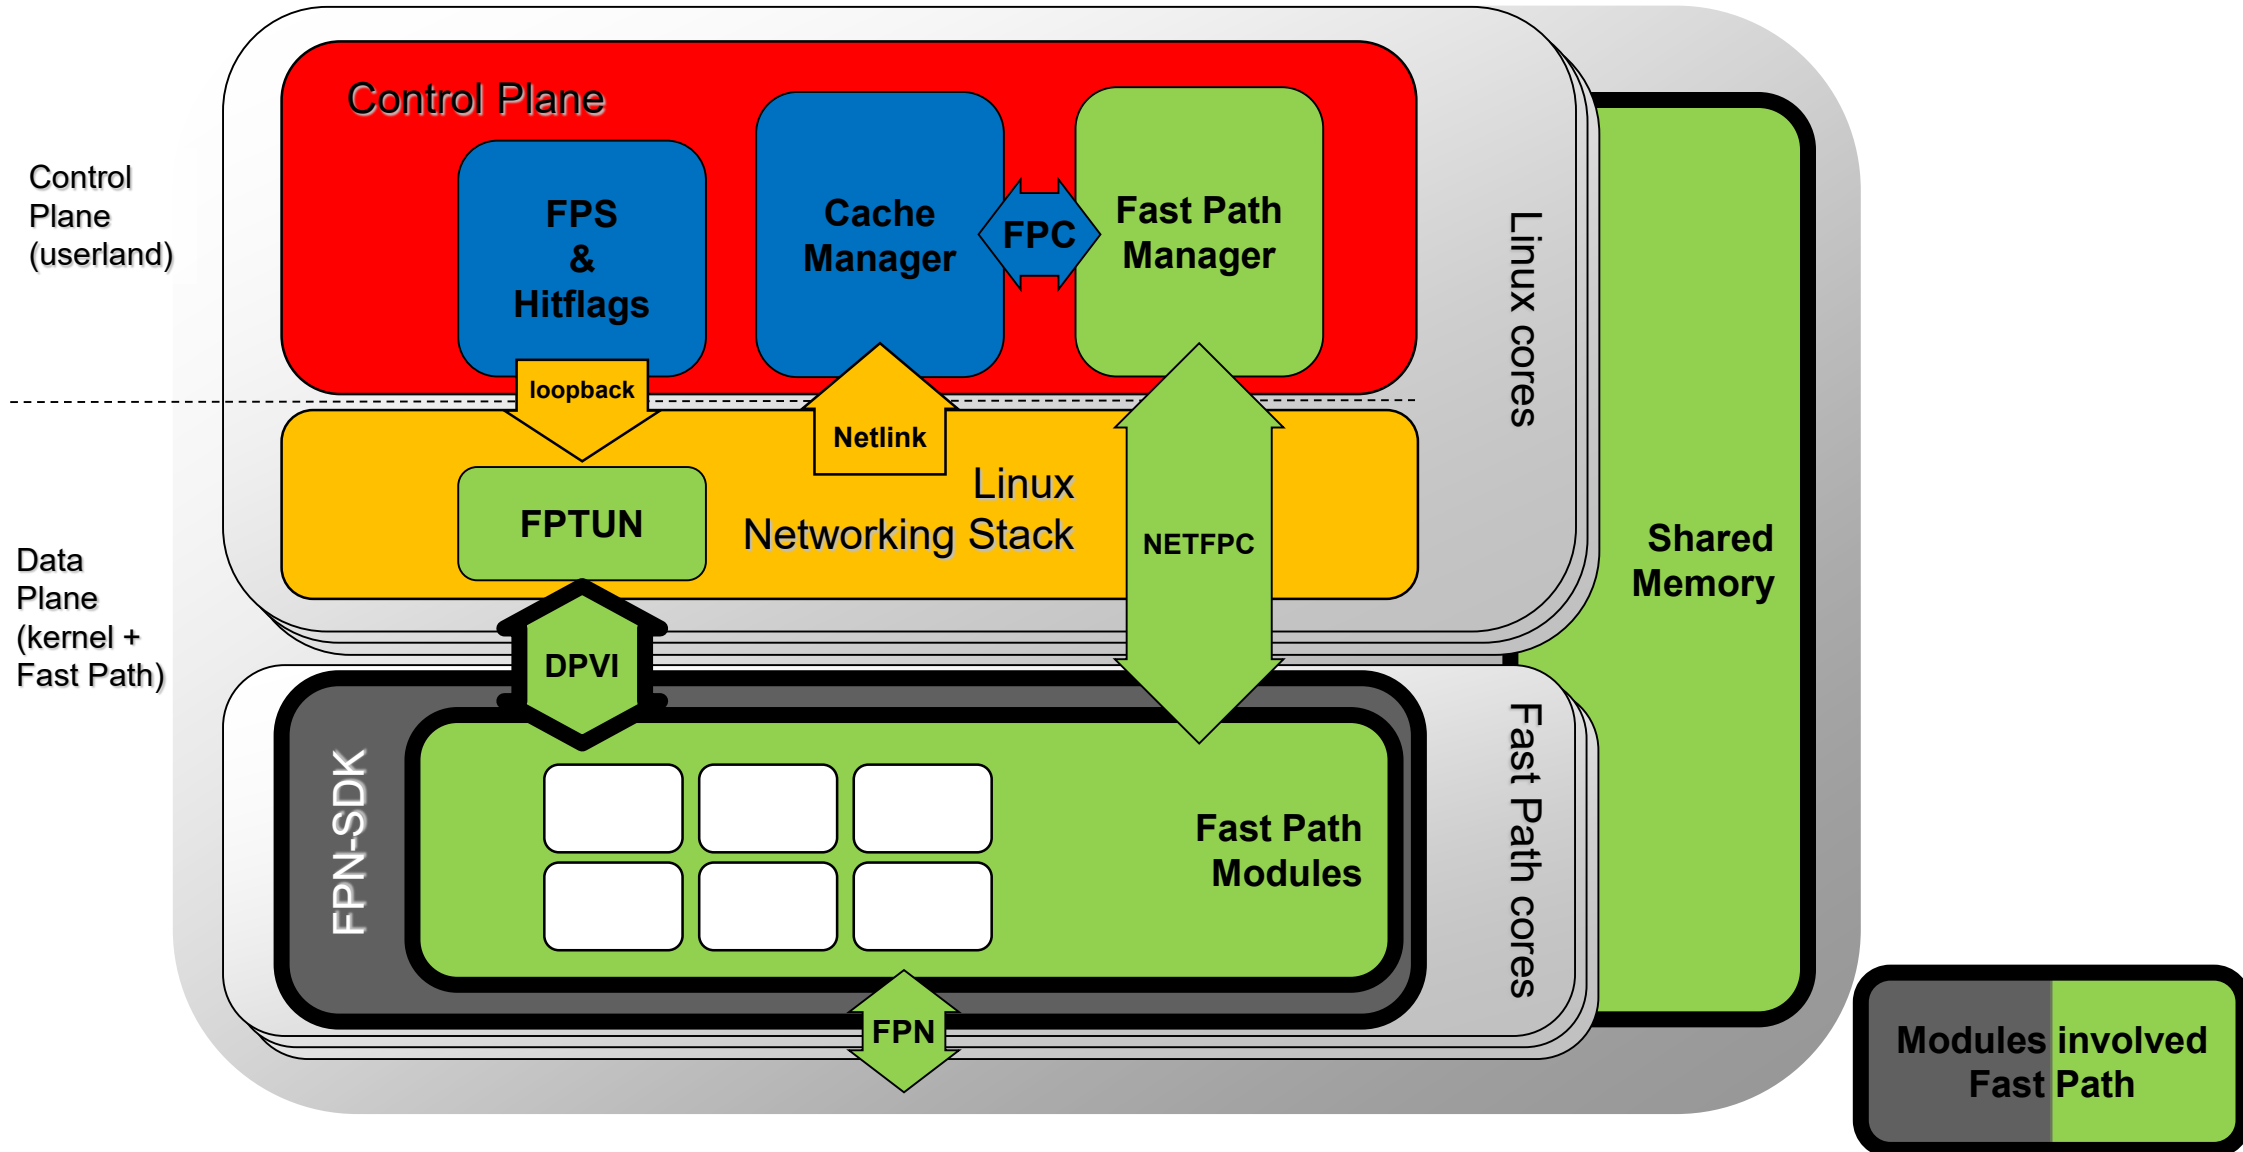 Control Plane
Control
Plane
(userland)
FPS
&
Hitflags
Cache
Manager
FPC
Fast Path
Manager
Linux cores
loopback
Netlink
Linux
Networking Stack
FPTUN
NETFPC
Shared
Memory
Data
Plane
(kernel +
Fast Path)
DPVI
FPN-SDK
Fast Path
Modules
Fast Path cores
FPN
Modules involved
Fast Path